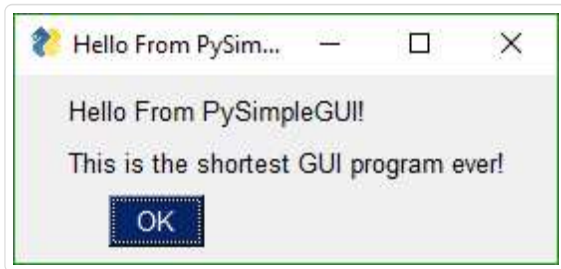 Hello From PySim...
Hello From PySimpleGUI!
This is the shortest GUI program ever!
OK